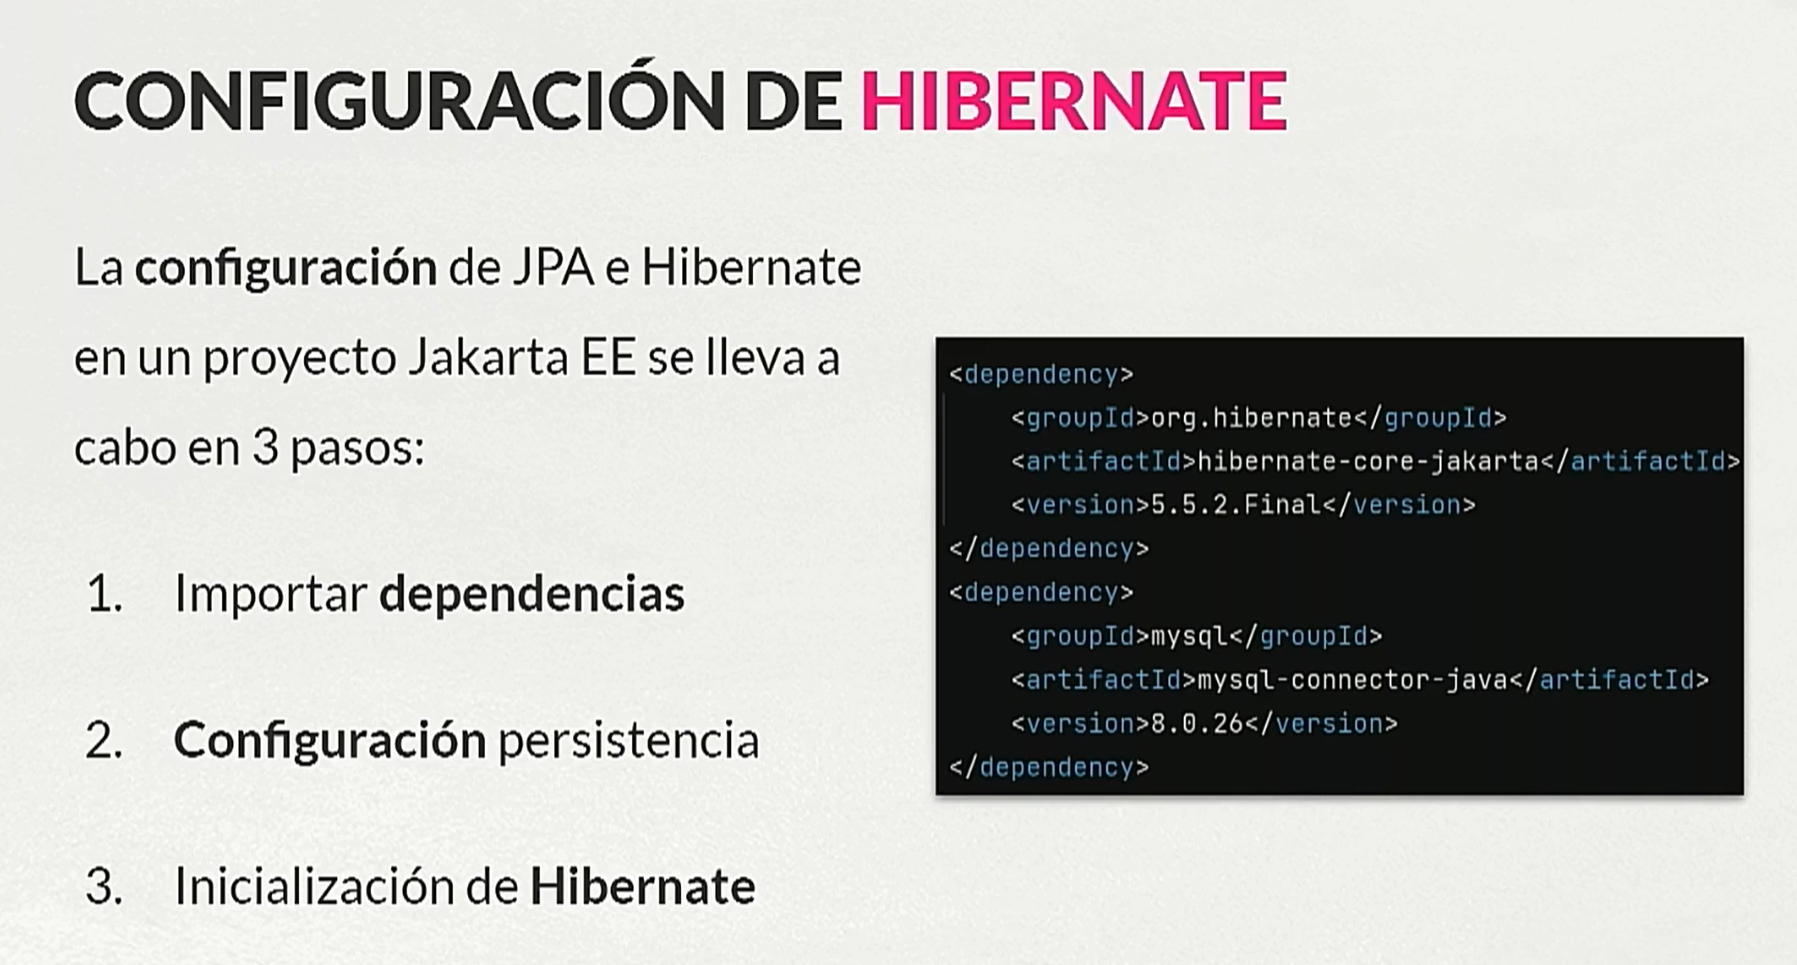 CONFIGURACIÓN DE HIBERNATE
La configuración de JPA e Hibernate
en un proyecto Jakarta EE se lleva a
cabo en 3 pasos:
1. Importar dependencias
2. Configuración persistencia
3. Inicialización de Hibernate
<dependency>
    <groupId>org.hibernate</groupId>
    <artifactId>hibernate-core-jakarta</artifactId>
    <version>5.5.2.Final</version>
</dependency>
<dependency>
    <groupId>mysql</groupId>
    <artifactId>mysql-connector-java</artifactId>
    <version>8.0.26</version>
</dependency>